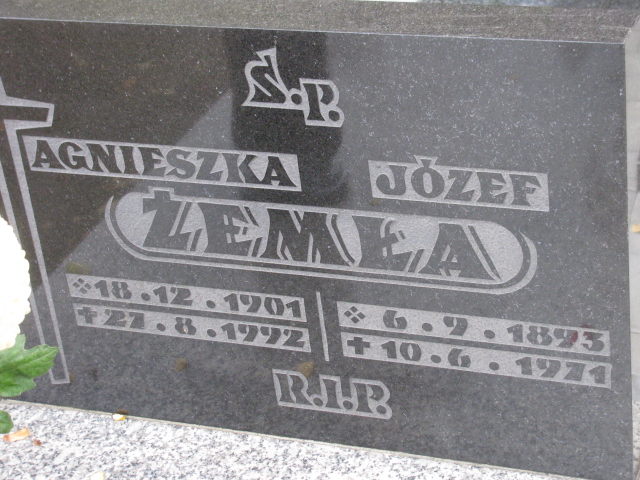 Ś.P.
AGNIESZKA JÓZEF
ŻEMŁA
18.12.1901 6.9.1893
✝27.8.1992 ✝10.6.1971
R.I.P.